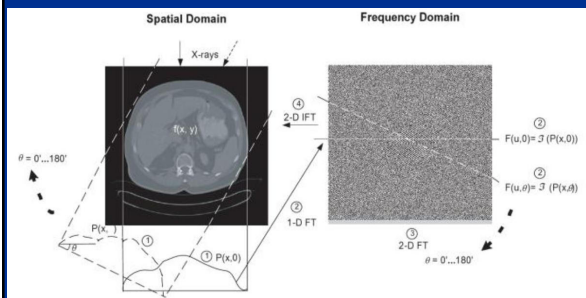 Spatial Domain
Frequency Domain
X-rays
f(x, y)
④
2-D IFT
②
F(u,0)= ℑ (P(x,0))
②
F(u,θ)= ℑ (P(x,θ))
θ = 0'...180'
P(x, )
①
θ
① P(x,0)
②
1-D FT
③
2-D FT
θ = 0'...180'